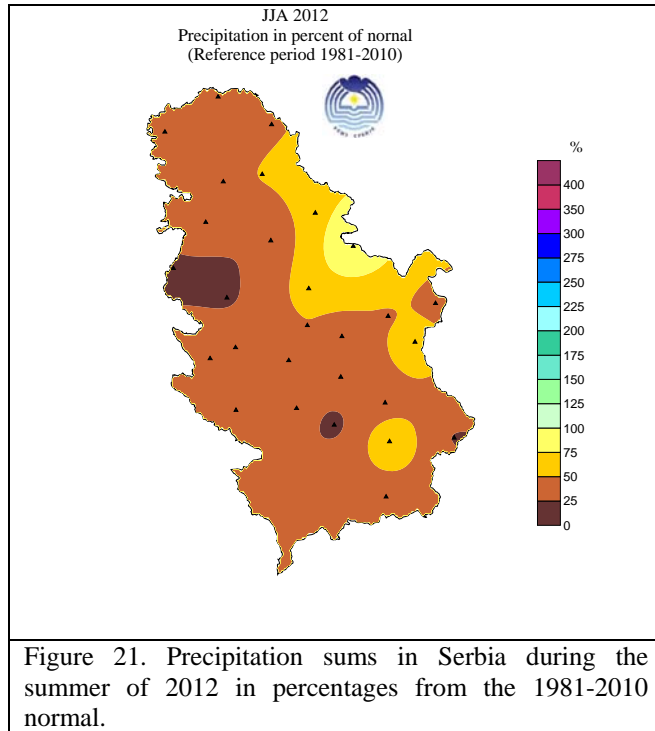 JJA 2012
Precipitation in percent of nornal
(Reference period 1981-2010)
%
400
350
300
275
250
225
200
175
150
125
100
75
50
25
0
Figure 21. Precipitation sums in Serbia during the
summer of 2012 in percentages from the 1981-2010
normal.